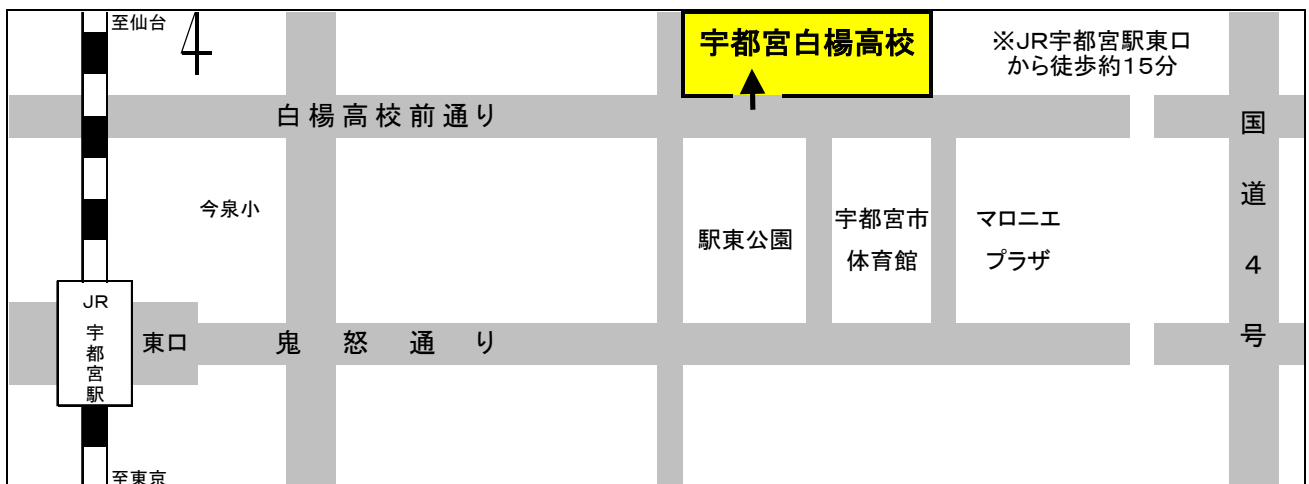 至仙台
宇都宮白楊高校
※JR宇都宮駅東口
から徒歩約15分
白楊高校前通り
国道4号
今泉小
駅東公園
宇都宮市
体育館
マロニエ
プラザ
JR
宇都宮駅
東口
鬼怒通り
至東京